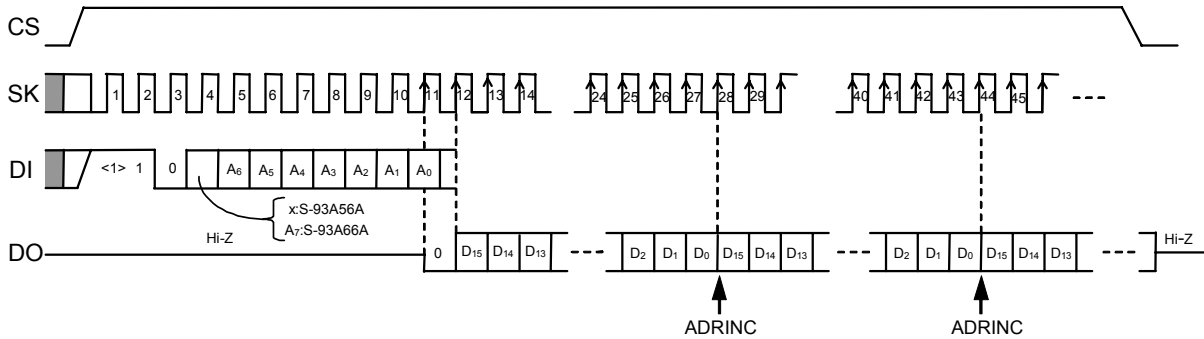 CS
SK 1 2 3 4 5 6 7 8 9 10 11 12 13 14 24 25 26 27 28 29 40 41 42 43 44 45
DI <1> 1 0 A6 A5 A4 A3 A2 A1 A0
x:S-93A56A
A7:S-93A66A
Hi-Z
DO 0 D15 D14 D13 D2 D1 D0 D15 D14 D13 D2 D1 D0 D15 D14 D13 Hi-Z
ADRINC ADRINC